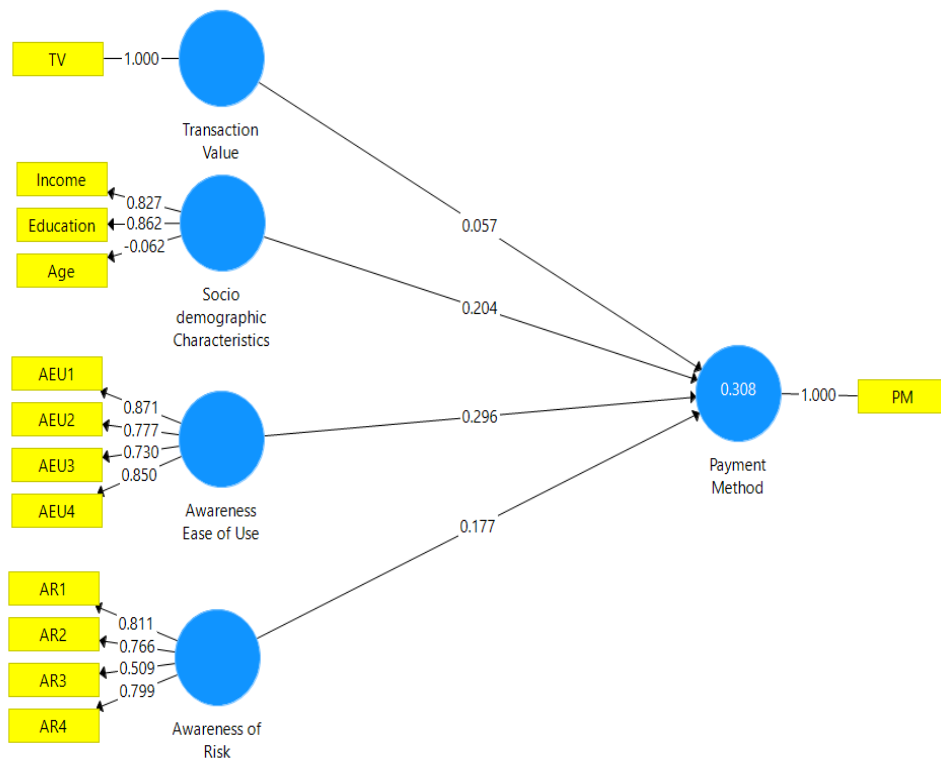 TV
1.000
Transaction
Value
Income
Education
Age
0.827
0.862
-0.062
Socio
demographic
Characteristics
AEU1
AEU2
AEU3
AEU4
0.871
0.777
0.730
0.850
Awareness
Ease of Use
AR1
AR2
AR3
AR4
0.811
0.766
0.509
0.799
Awareness of
Risk
0.057
0.204
0.296
0.177
0.308
Payment
Method
1.000
PM